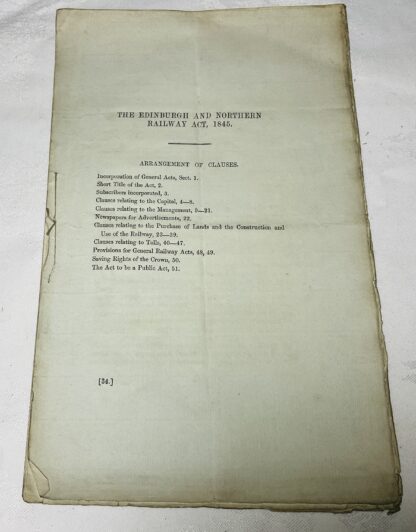 THE EDINBURGH AND NORTHERN
RAILWAY ACT, 1845.
ARRANGEMENT OF CLAUSES.
Incorporation of General Acts, Sect. 1.
Short Title of the Act, 2.
Subscribers incorporated, 3.
Clauses relating to the Capital, 4—8.
Clauses relating to the Management, 9—21.
Newspapers for Advertisements, 22.
Clauses relating to the Purchase of Lands and the Construction and
Use of the Railway, 23—39.
Clauses relating to Tolls, 40—47.
Provisions for General Railway Acts, 48, 49.
Saving Rights of the Crown, 50.
The Act to be a Public Act, 51.
[34.]